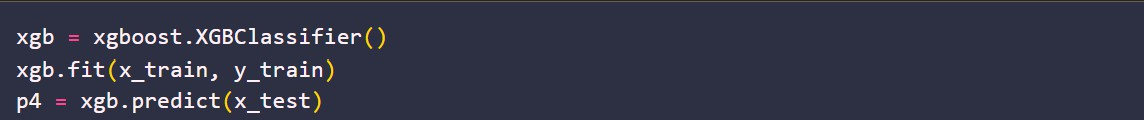 xgb = xgboost.XGBClassifier()
xgb.fit(x_train, y_train)
p4 = xgb.predict(x_test)